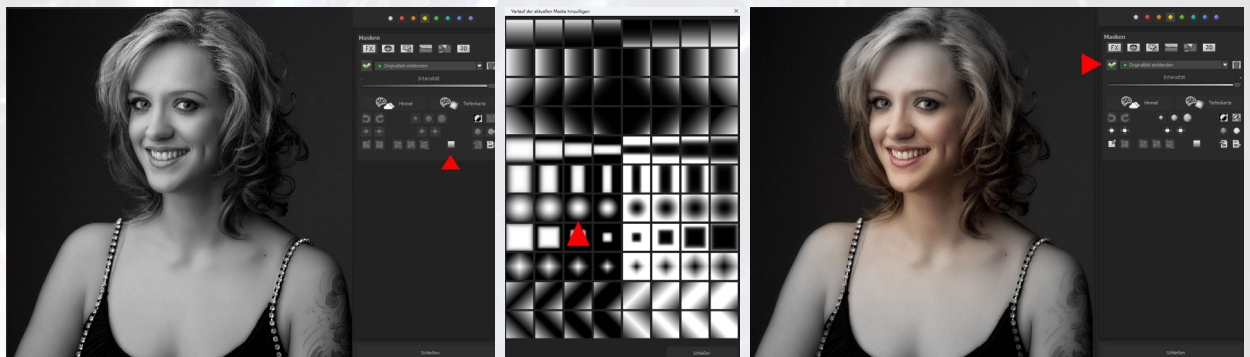 Masken
FX
3D
Originalbild einblenden
Intensität
Himmel
Tiefenkarte
Schließen
Verlauf der aktuellen Maske hinzufügen
Schließen
Masken
FX
3D
Originalbild einblenden
Intensität
Himmel
Tiefenkarte
Schließen